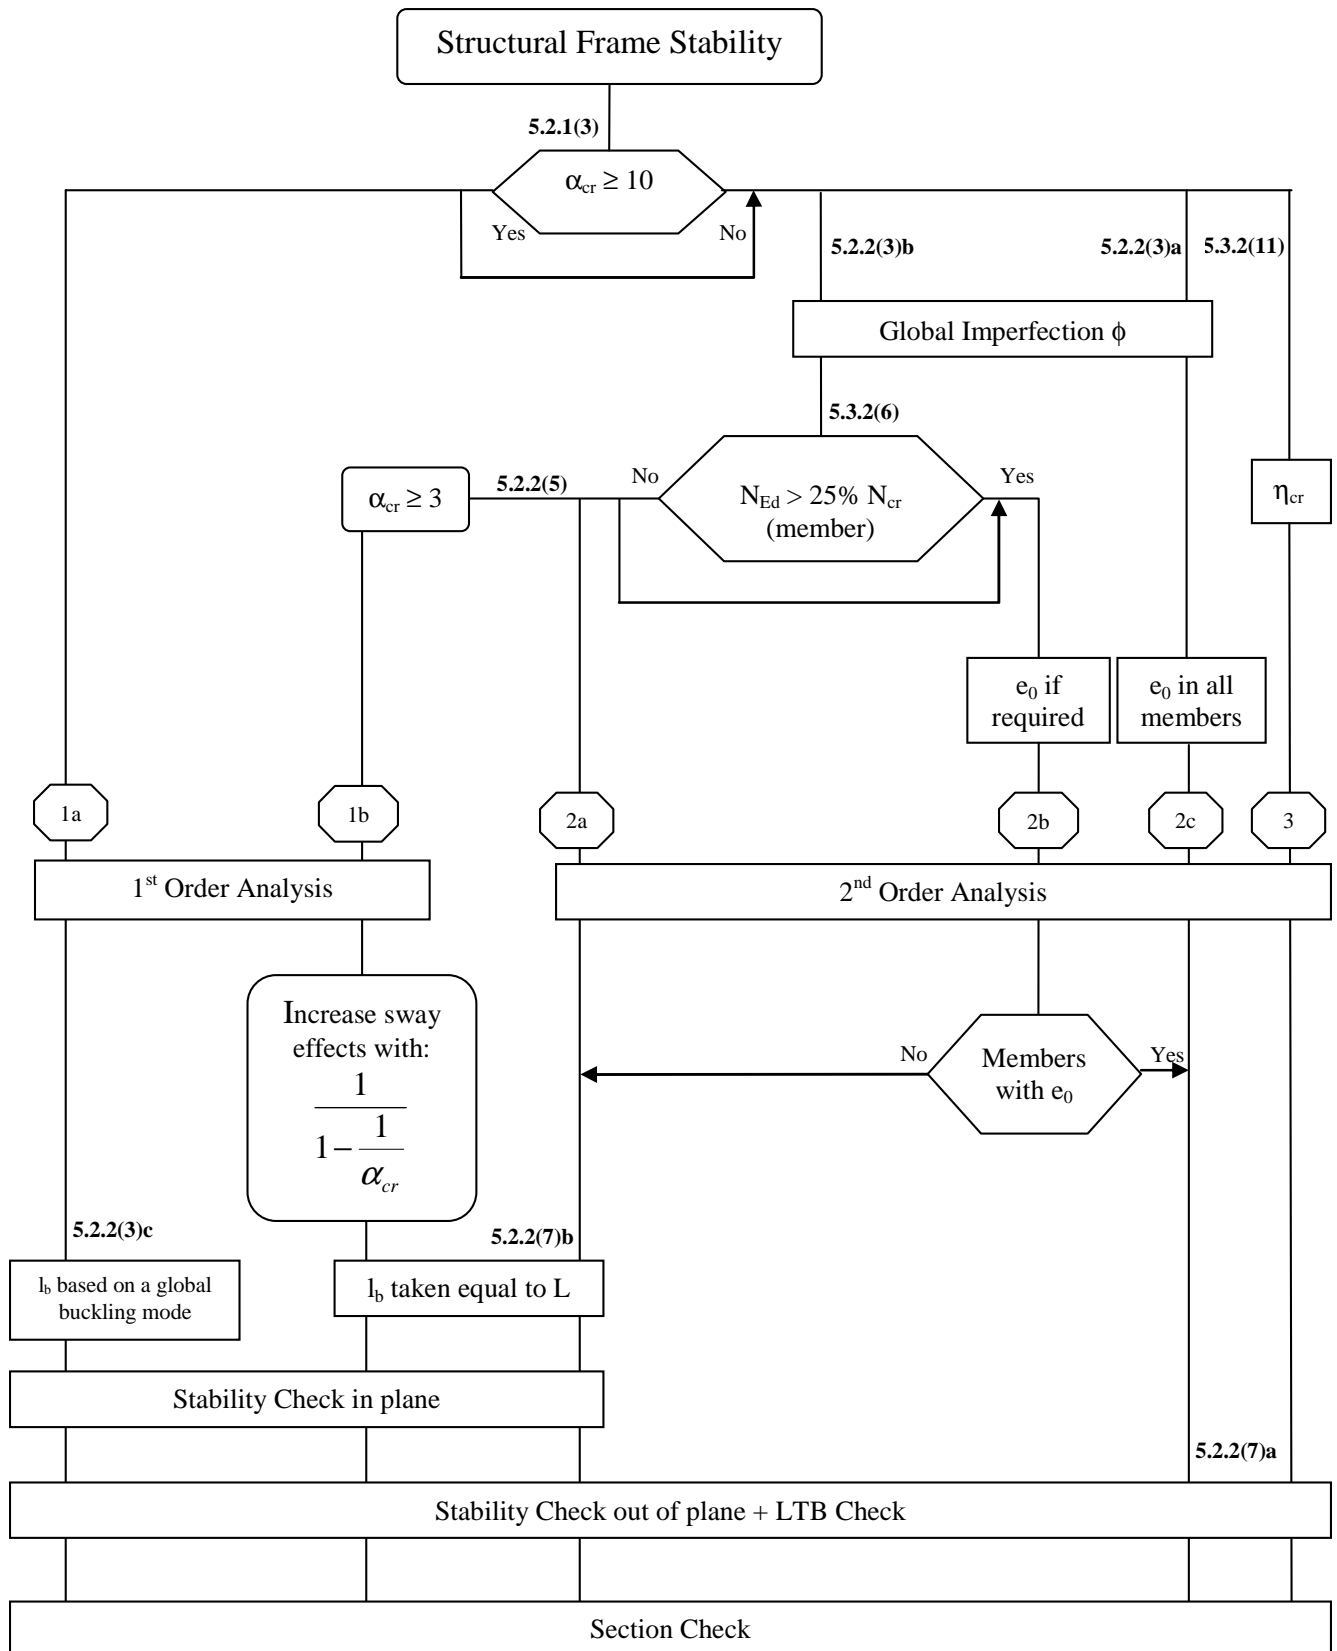 Structural Frame Stability
5.2.1(3)
αcr ≥ 10
Yes
No
5.2.2(3)b
5.2.2(3)a
5.3.2(11)
Global Imperfection ϕ
5.3.2(6)
αcr ≥ 3
5.2.2(5)
No
NEd > 25% Ncr
(member)
Yes
ηcr
e0 if
required
e0 in all
members
1a
1b
2a
2b
2c
3
1st Order Analysis
2nd Order Analysis
Increase sway
effects with:
1
1 − 1
αcr
No
Members
with e0
Yes
5.2.2(3)c
5.2.2(7)b
lb based on a global
buckling mode
lb taken equal to L
Stability Check in plane
5.2.2(7)a
Stability Check out of plane + LTB Check
Section Check